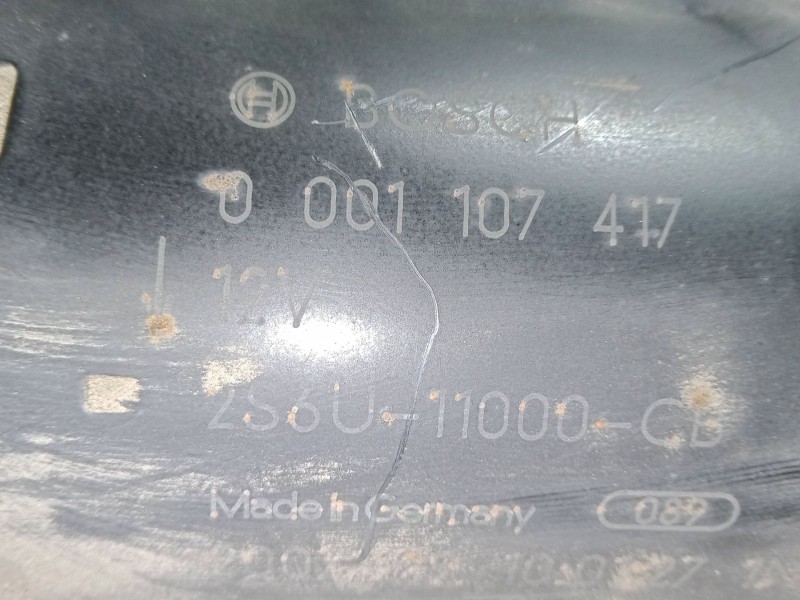 BOSCH
0 001 107 417
12V
2S6U-11000-CB
Made in Germany 089